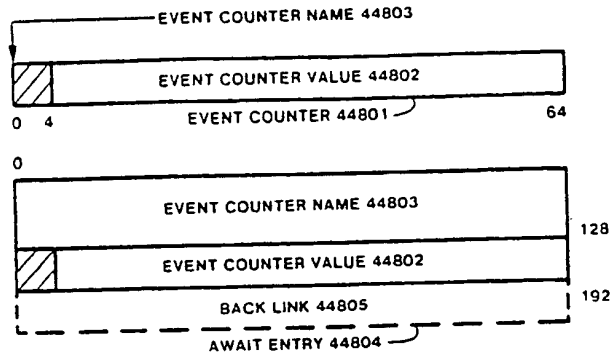 EVENT COUNTER NAME 44803
EVENT COUNTER VALUE 44802
0 4 EVENT COUNTER 44801 64
0
EVENT COUNTER NAME 44803
128
EVENT COUNTER VALUE 44802
192
BACK LINK 44805
AWAIT ENTRY 44804